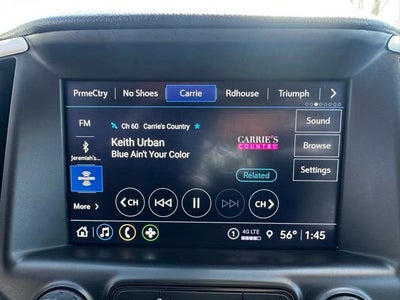 PrmeCtry No Shoes Carrie Rdhouse Triumph
FM
Ch 60 Carrie's Country
Sound
Keith Urban
CARRIE'S
COUNTRY
Browse
Blue Ain't Your Color
Jeremiah's...
Related
Settings
More
CH
CH
1 4G LTE 56° 1:45